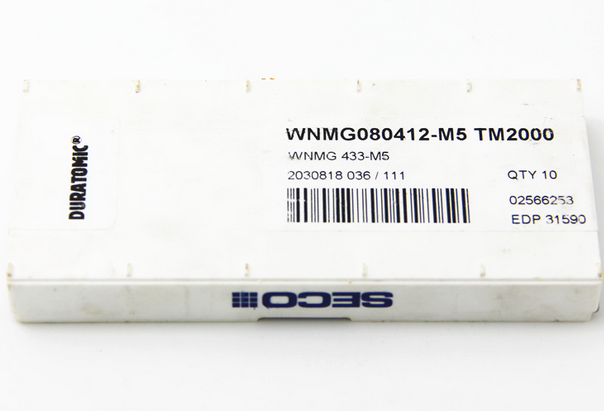 DURATOMIC®
WNMG080412-M5 TM2000
WNMG 433-M5
2030818 036 / 111
QTY 10
02566253
EDP 31590
SECO